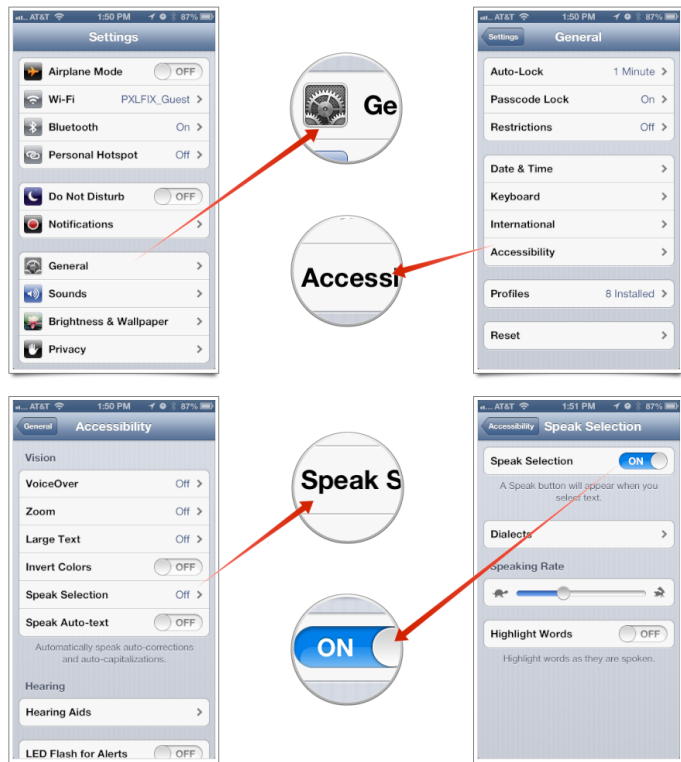 AT&T 1:50 PM 87%
Settings
Airplane Mode OFF
Wi-Fi PXLFIX_Guest
Bluetooth On
Personal Hotspot Off
Do Not Disturb OFF
Notifications
General
Sounds
Brightness & Wallpaper
Privacy
Ge
Accessi
AT&T 1:50 PM 87%
Settings General
Auto-Lock 1 Minute
Passcode Lock On
Restrictions Off
Date & Time
Keyboard
International
Accessibility
Profiles 8 Installed
Reset
AT&T 1:50 PM 87%
General Accessibility
Vision
VoiceOver Off
Zoom Off
Large Text Off
Invert Colors OFF
Speak Selection Off
Speak Auto-text OFF
Automatically speak auto-corrections
and auto-capitalizations.
Hearing
Hearing Aids
LED Flash for Alerts OFF
Speak S
ON
AT&T 1:51 PM 87%
Accessibility Speak Selection
Speak Selection ON
A Speak button will appear when you
select text.
Dialects
Speaking Rate
Highlight Words OFF
Highlight words as they are spoken.